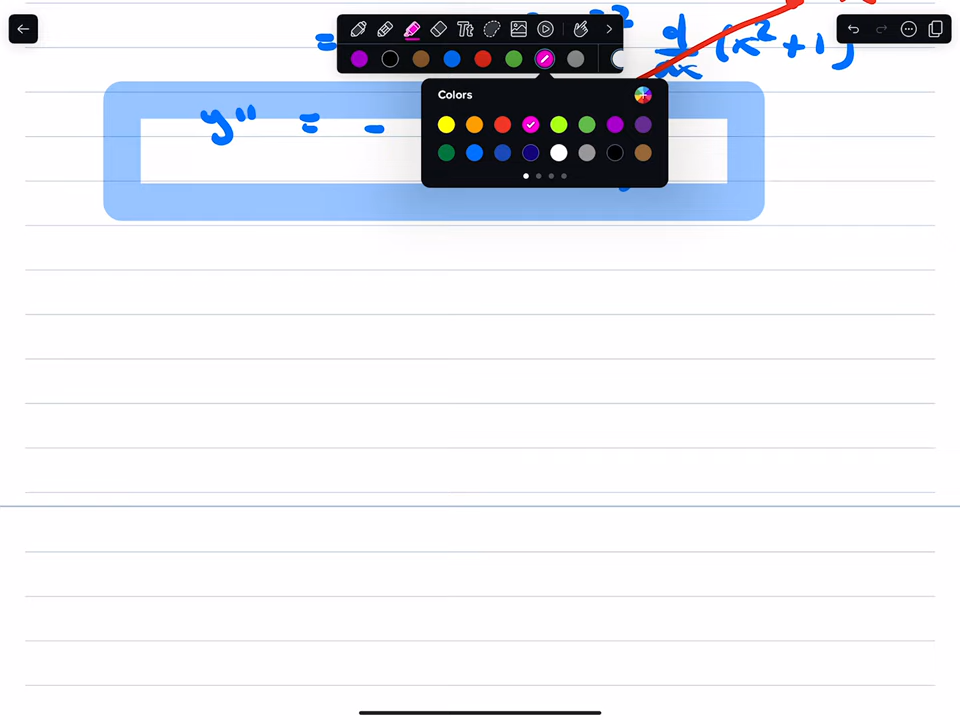 = d/dx (x² + 1)
Colors
y'' = -